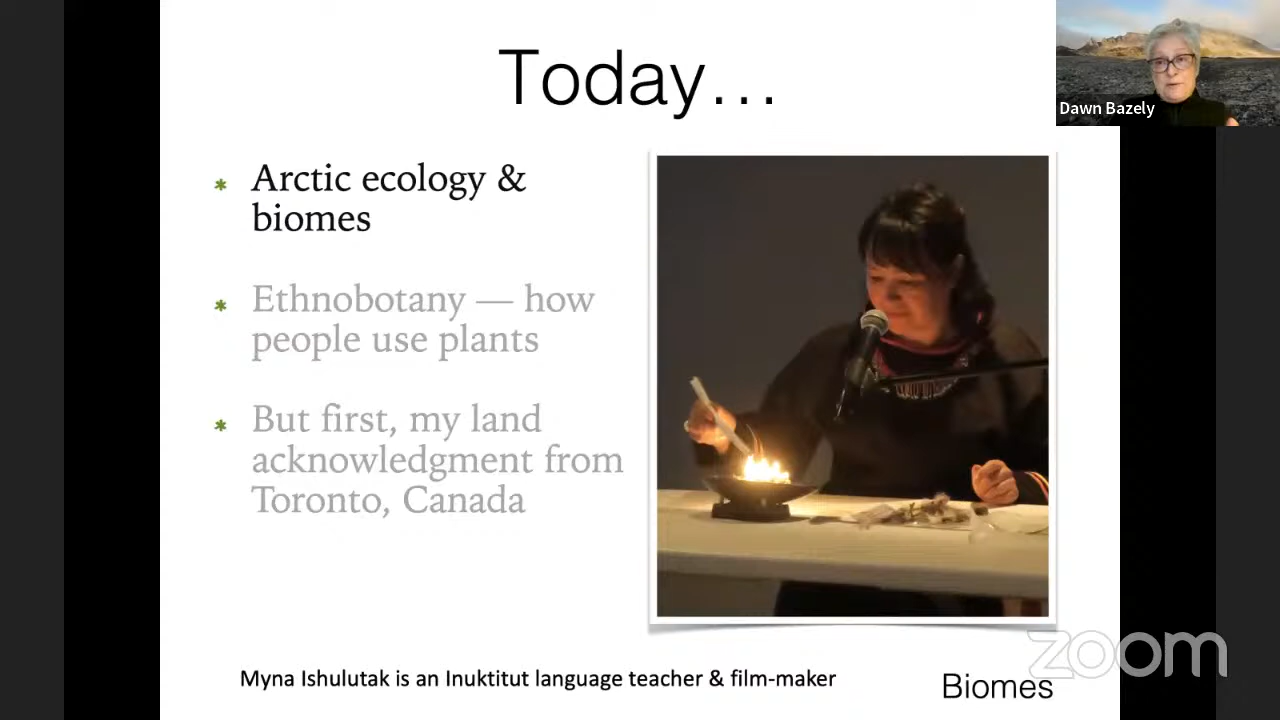 Today...
Dawn Bazely
* Arctic ecology &
biomes
* Ethnobotany — how
people use plants
* But first, my land
acknowledgment from
Toronto, Canada
Myna Ishulutak is an Inuktitut language teacher & film-maker
Biomes
zoom